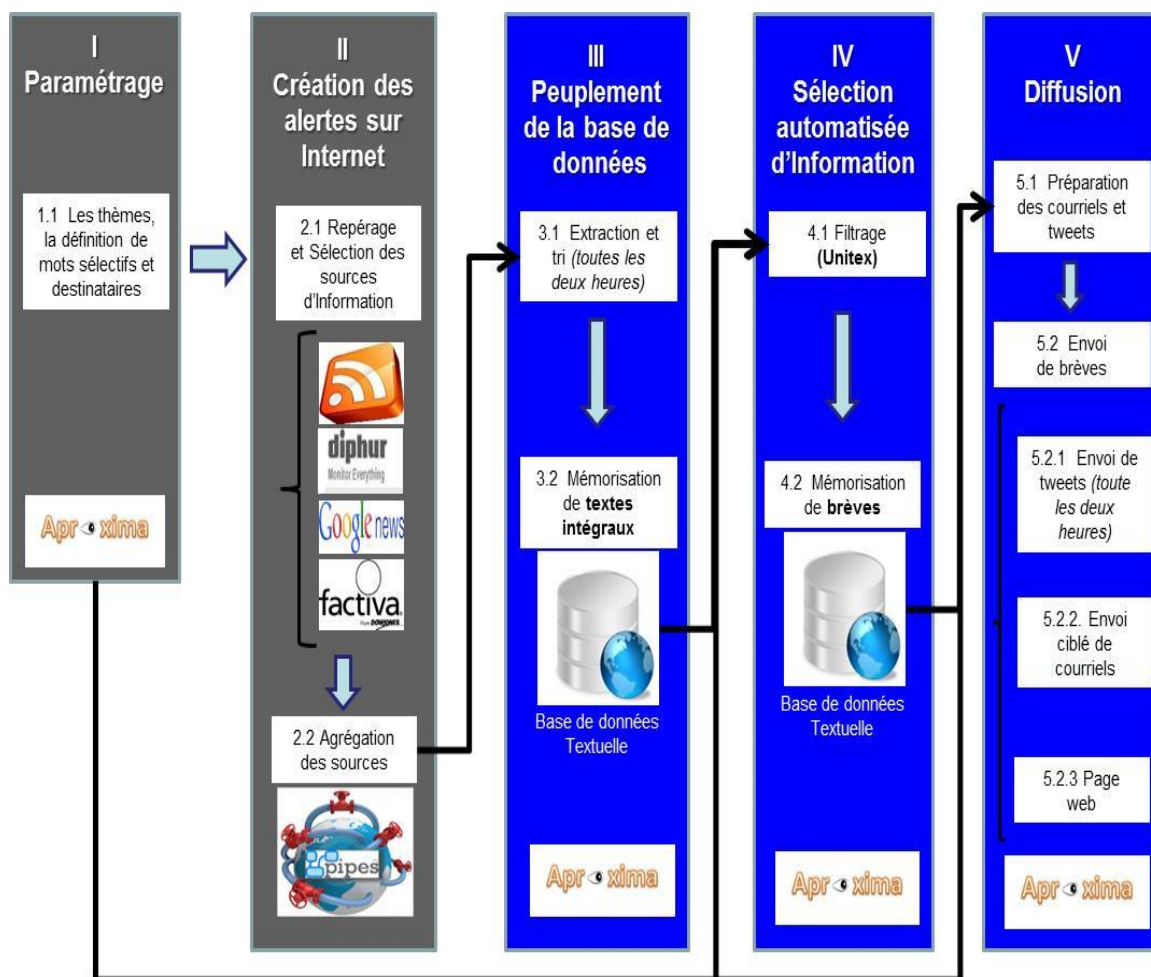 I
Paramétrage
1.1 Les thèmes,
la définition de
mots sélectifs et
destinataires
Apr xima
II
Création des
alertes sur
Internet
2.1 Repérage
et Sélection des
sources
d'Information
diphur
Monitor Everything
Google news
factiva
from DOWJONES
2.2 Agrégation
des sources
pipes
III
Peuplement
de la base de
données
3.1 Extraction et
tri (toutes les
deux heures)
3.2 Mémorisation
de textes
intégraux
Base de données
Textuelle
Apr xima
IV
Sélection
automatisée
d'Information
4.1 Filtrage
(Unitex)
4.2 Mémorisation
de brèves
Base de données
Textuelle
Apr xima
V
Diffusion
5.1 Préparation
des courriels et
tweets
5.2 Envoi
de brèves
5.2.1 Envoi de
tweets (toute
les deux
heures)
5.2.2. Envoi
ciblé de
courriels
5.2.3 Page
web
Apr xima